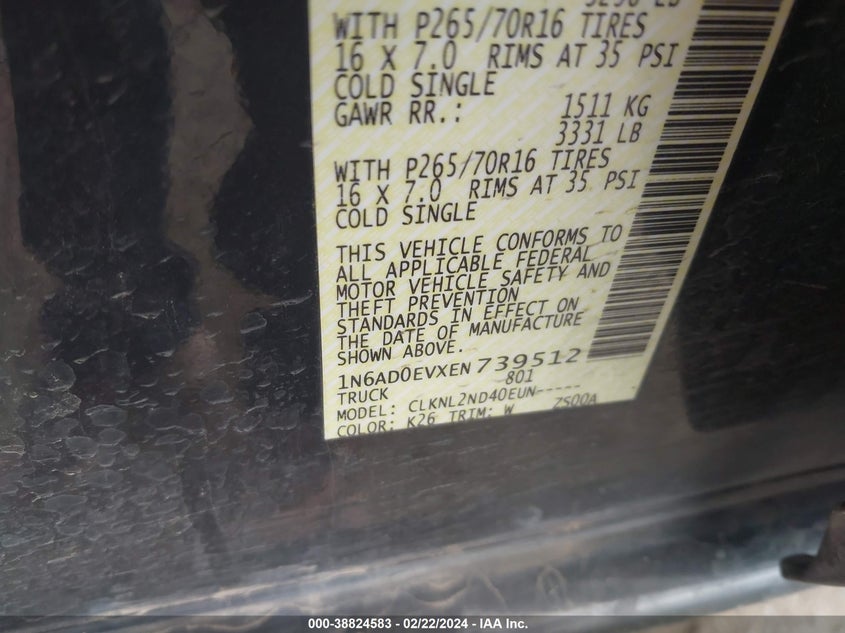 WITH P265/70R16 TIRES
16 X 7.0 RIMS AT 35 PSI
COLD SINGLE
GAWR RR.: 1511 KG
3331 LB
WITH P265/70R16 TIRES
16 X 7.0 RIMS AT 35 PSI
COLD SINGLE
THIS VEHICLE CONFORMS TO
ALL APPLICABLE FEDERAL
MOTOR VEHICLE SAFETY AND
THEFT PREVENTION
STANDARDS IN EFFECT ON
THE DATE OF MANUFACTURE
SHOWN ABOVE.
1N6AD0EVXEN 739512
TRUCK 801
MODEL: CLKNL2ND40EUN-----
COLOR: K26 TRIM: W ZS00A
000-38824583 - 02/22/2024 - IAA Inc.